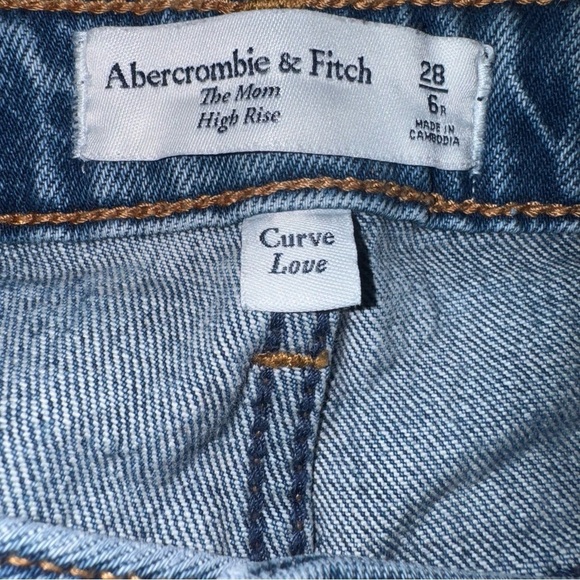 Abercrombie & Fitch
The Mom
High Rise
28
6R
MADE IN
CAMBODIA
Curve
Love